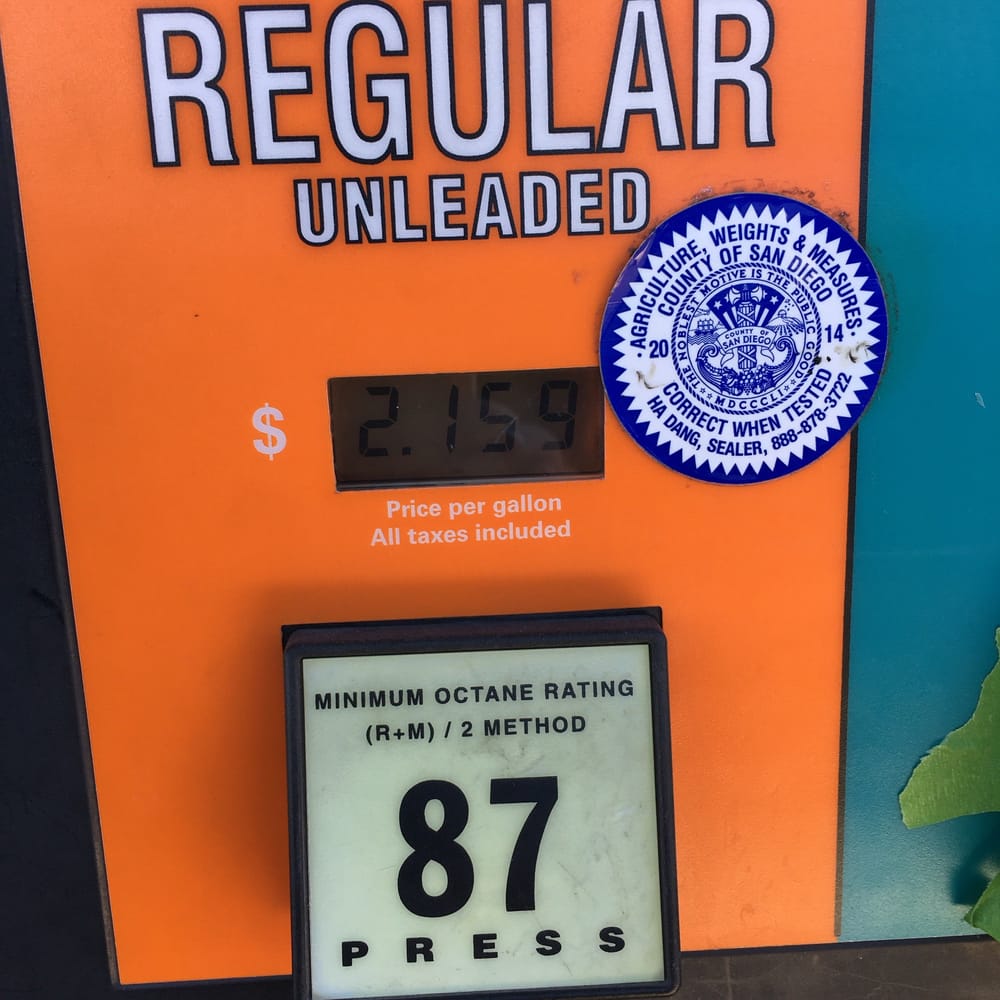 REGULAR
UNLEADED
AGRICULTURE, WEIGHTS & MEASURES
COUNTY OF SAN DIEGO
THE NOBLEST MOTIVE IS THE PUBLIC GOOD
COUNTY OF
SAN DIEGO
MDCCCLI
20 14
CORRECT WHEN TESTED
HA DANG, SEALER, 888-878-3722
$ 2.159
Price per gallon
All taxes included
MINIMUM OCTANE RATING
(R+M) / 2 METHOD
87
PRESS